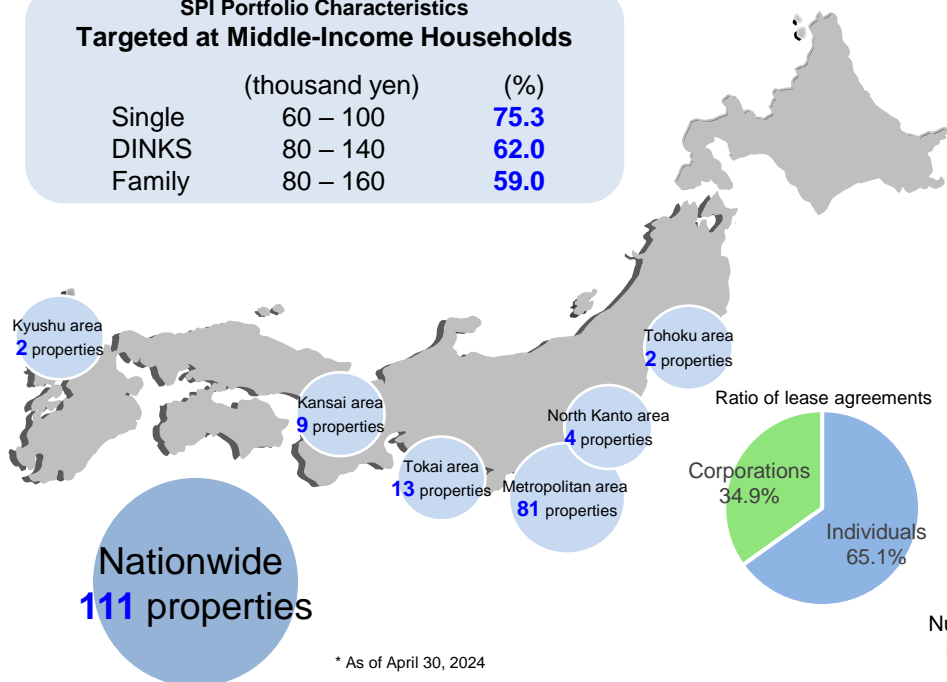 SPI Portfolio Characteristics
Targeted at Middle-Income Households
(thousand yen) (%)
Single 60 – 100 75.3
DINKS 80 – 140 62.0
Family 80 – 160 59.0
Kyushu area
2 properties
Tohoku area
2 properties
Kansai area
9 properties
North Kanto area
4 properties
Tokai area
13 properties
Metropolitan area
81 properties
Ratio of lease agreements
Corporations
34.9%
Individuals
65.1%
Nationwide
111 properties
* As of April 30, 2024